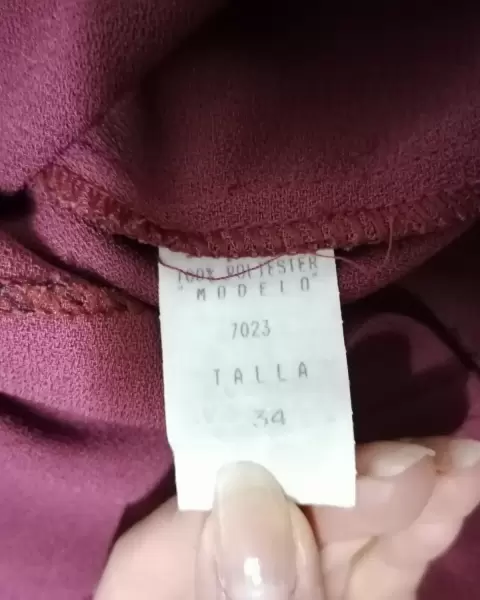 100% POLIESTER
"MODELO"
7023
TALLA
34